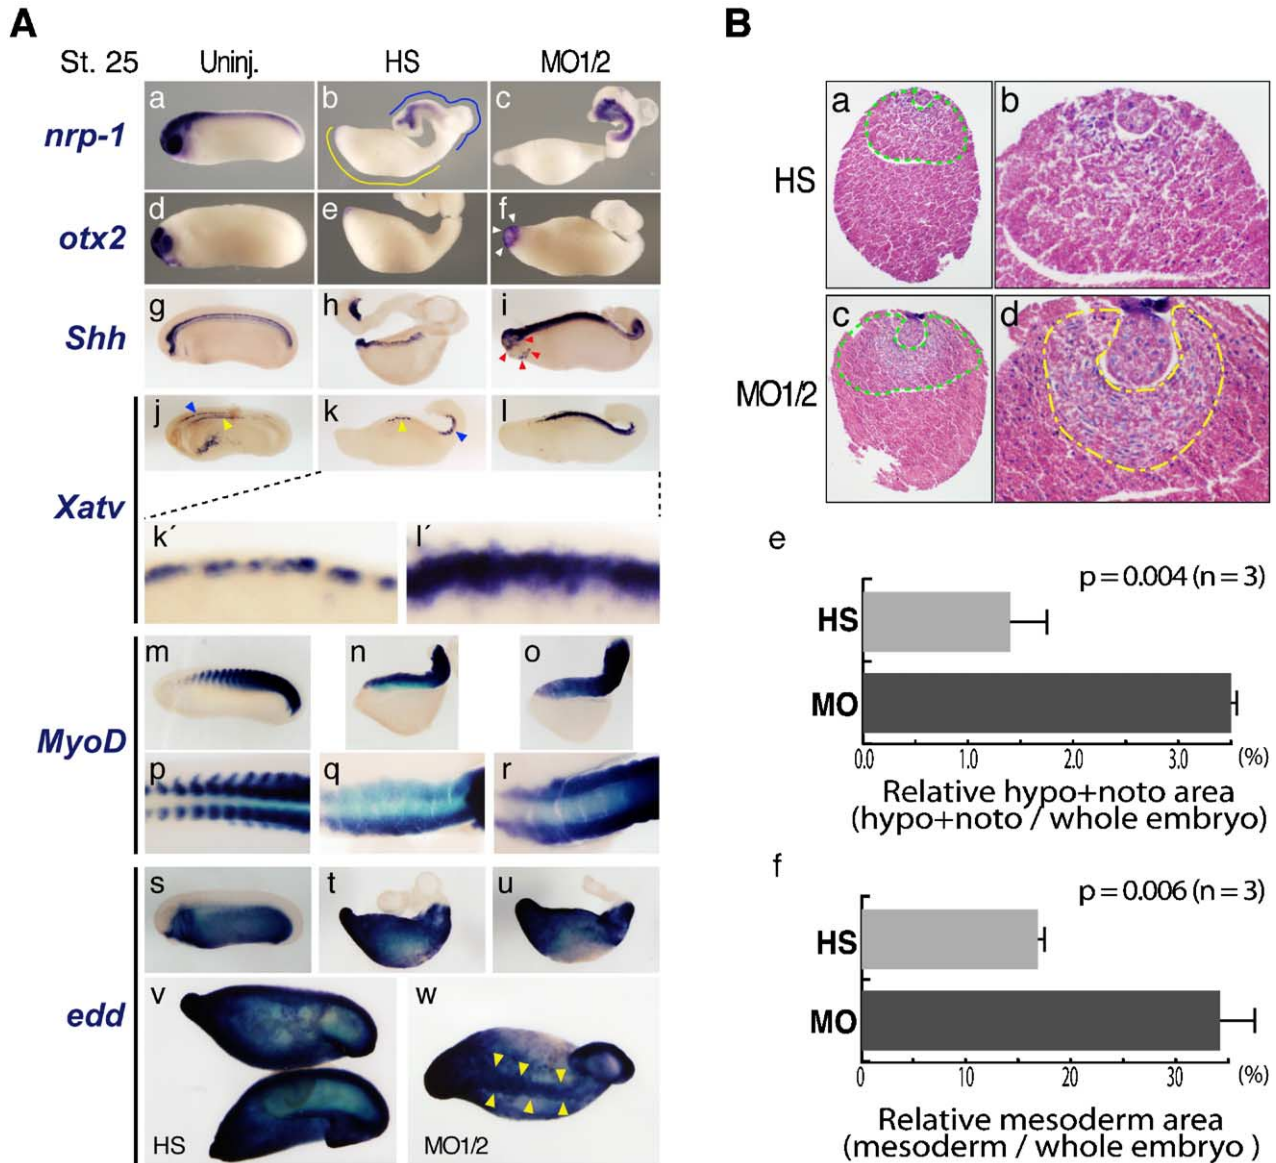 A
St. 25 Uninj. HS MO1/2
nrp-1 a b c
otx2 d e f
Shh g h i
Xatv j k l
k´ l´
MyoD m n o
p q r
edd s t u
v HS w MO1/2
B
HS a b
MO1/2 c d
e
p = 0.004 (n = 3)
HS
MO
0.0 1.0 2.0 3.0 (%)
Relative hypo+noto area
(hypo+noto / whole embryo)
f
p = 0.006 (n = 3)
HS
MO
0 10 20 30 (%)
Relative mesoderm area
(mesoderm / whole embryo )